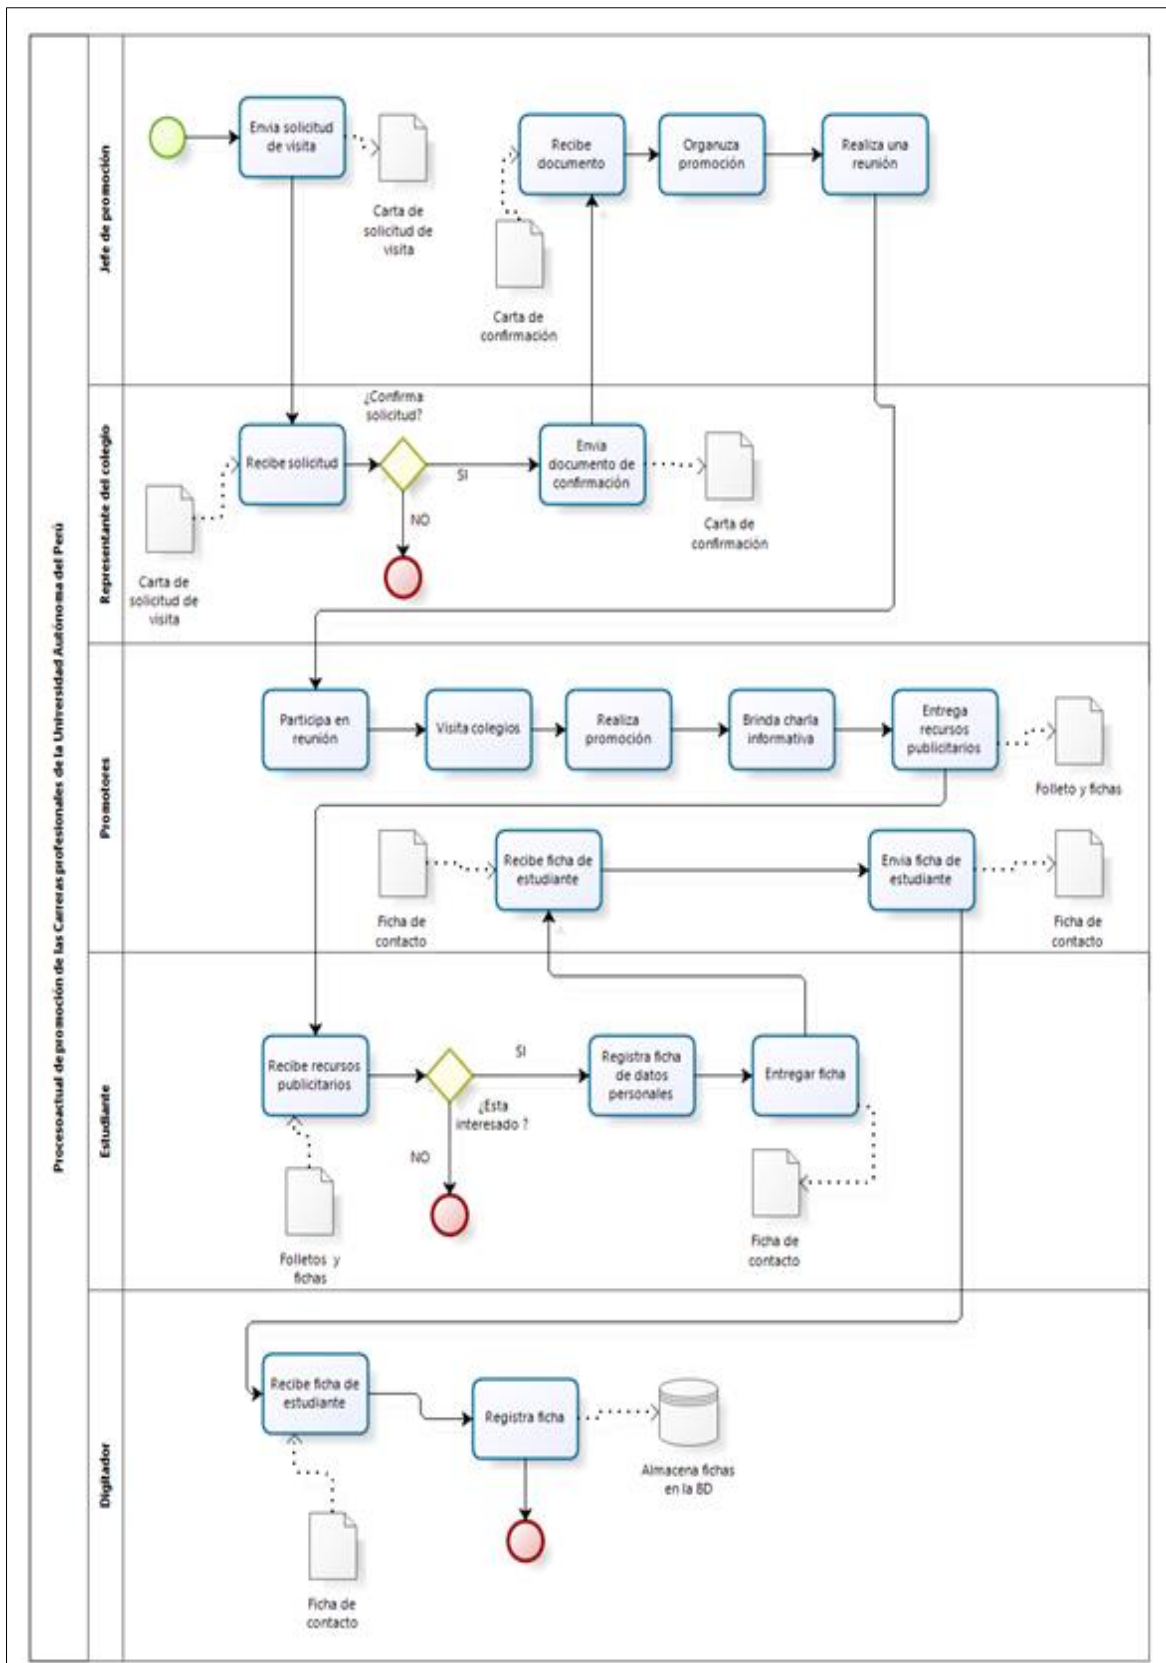 Procesoactual de promoción de las Carreras profesionales de la Universidad Autónoma del Perú
Jefe de promoción
Envia solicitud
de visita
Carta de
solicitud de
visita
Recibe
documento
Organuza
promoción
Realiza una
reunión
Carta de
confirmación
Representante del colegio
¿Confirma
solicitud?
Recibe solicitud
SI
NO
Envia
documento de
confirmación
Carta de
confirmación
Carta de
solicitud de
visita
Promotores
Participa en
reunión
Visita colegios
Realiza
promoción
Brinda charla
informativa
Entrega
recursos
publicitarios
Folleto y fichas
Ficha de
contacto
Recibe ficha de
estudiante
Envia ficha de
estudiante
Ficha de
contacto
Estudiante
Recibe recursos
publicitarios
SI
¿Esta
interesado ?
NO
Registra ficha
de datos
personales
Entregar ficha
Folletos y
fichas
Ficha de
contacto
Digitador
Recibe ficha de
estudiante
Registra ficha
Almacena fichas
en la BD
Ficha de
contacto